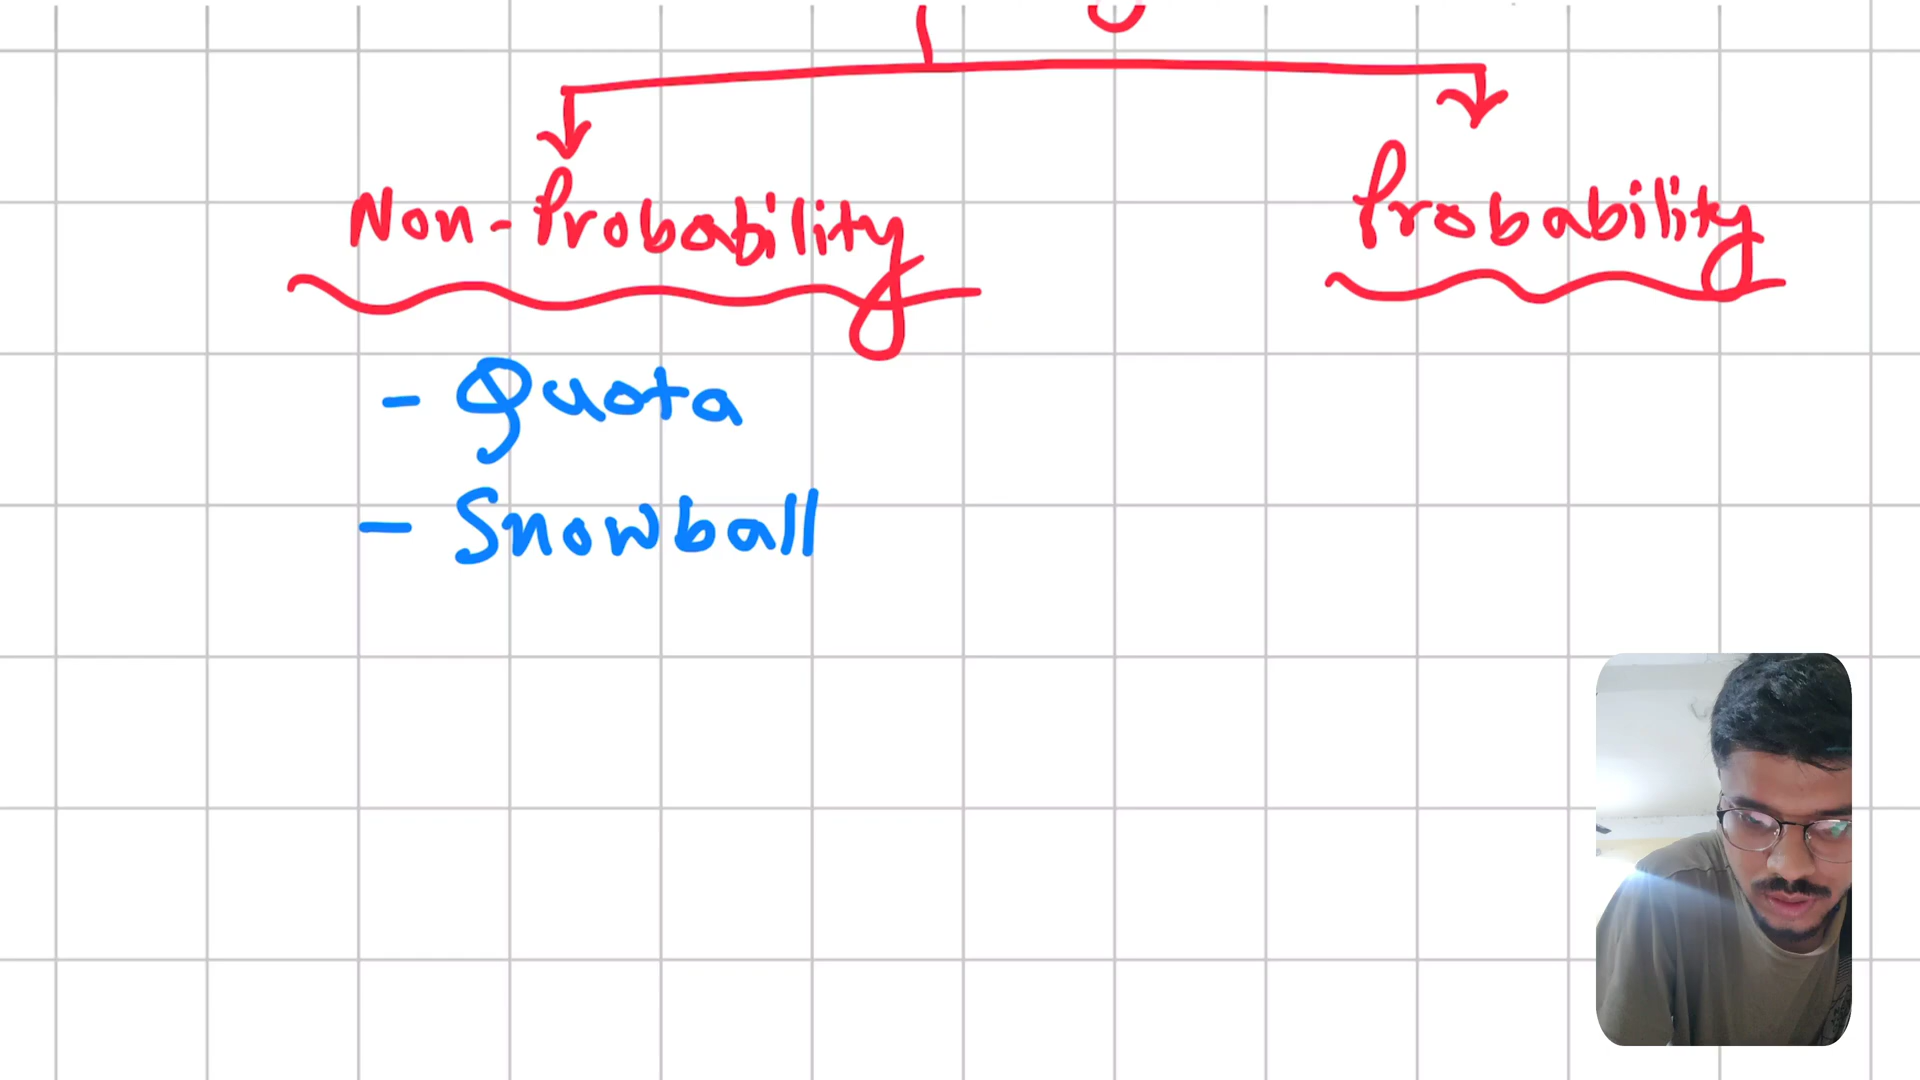 Non-Probability
Probability
- Quota
- Snowball